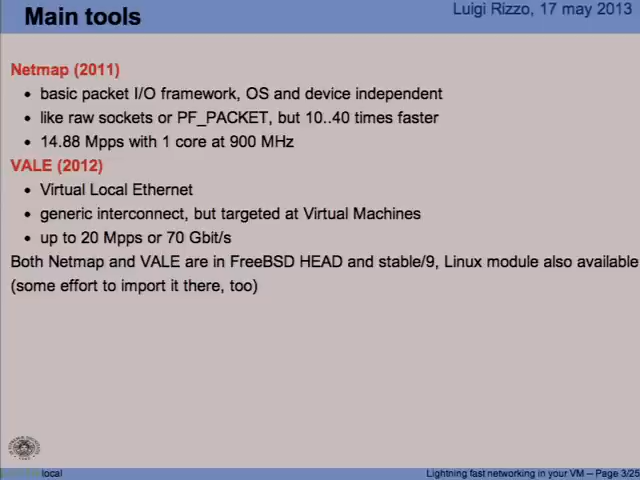 Main tools
Luigi Rizzo, 17 may 2013
Netmap (2011)
• basic packet I/O framework, OS and device independent
• like raw sockets or PF_PACKET, but 10..40 times faster
• 14.88 Mpps with 1 core at 900 MHz
VALE (2012)
• Virtual Local Ethernet
• generic interconnect, but targeted at Virtual Machines
• up to 20 Mpps or 70 Gbit/s
Both Netmap and VALE are in FreeBSD HEAD and stable/9, Linux module also available
(some effort to import it there, too)
local
Lightning fast networking in your VM -- Page 3/25